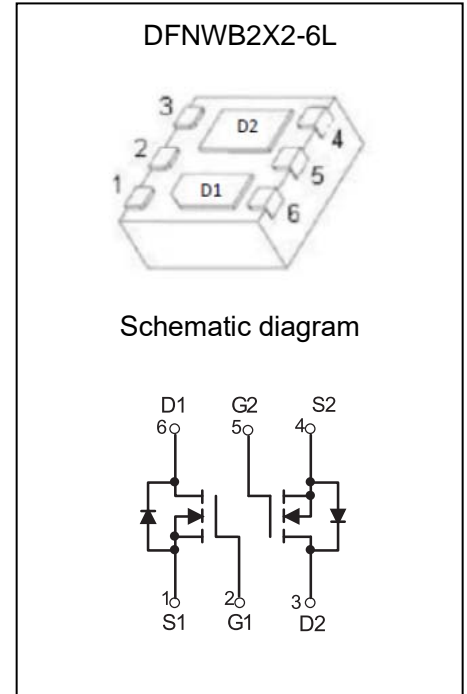 DFNWB2X2-6L
3
D2
4
2
5
1
D1
6
Schematic diagram
D1 G2 S2
6 5 4
1 2 3
S1 G1 D2